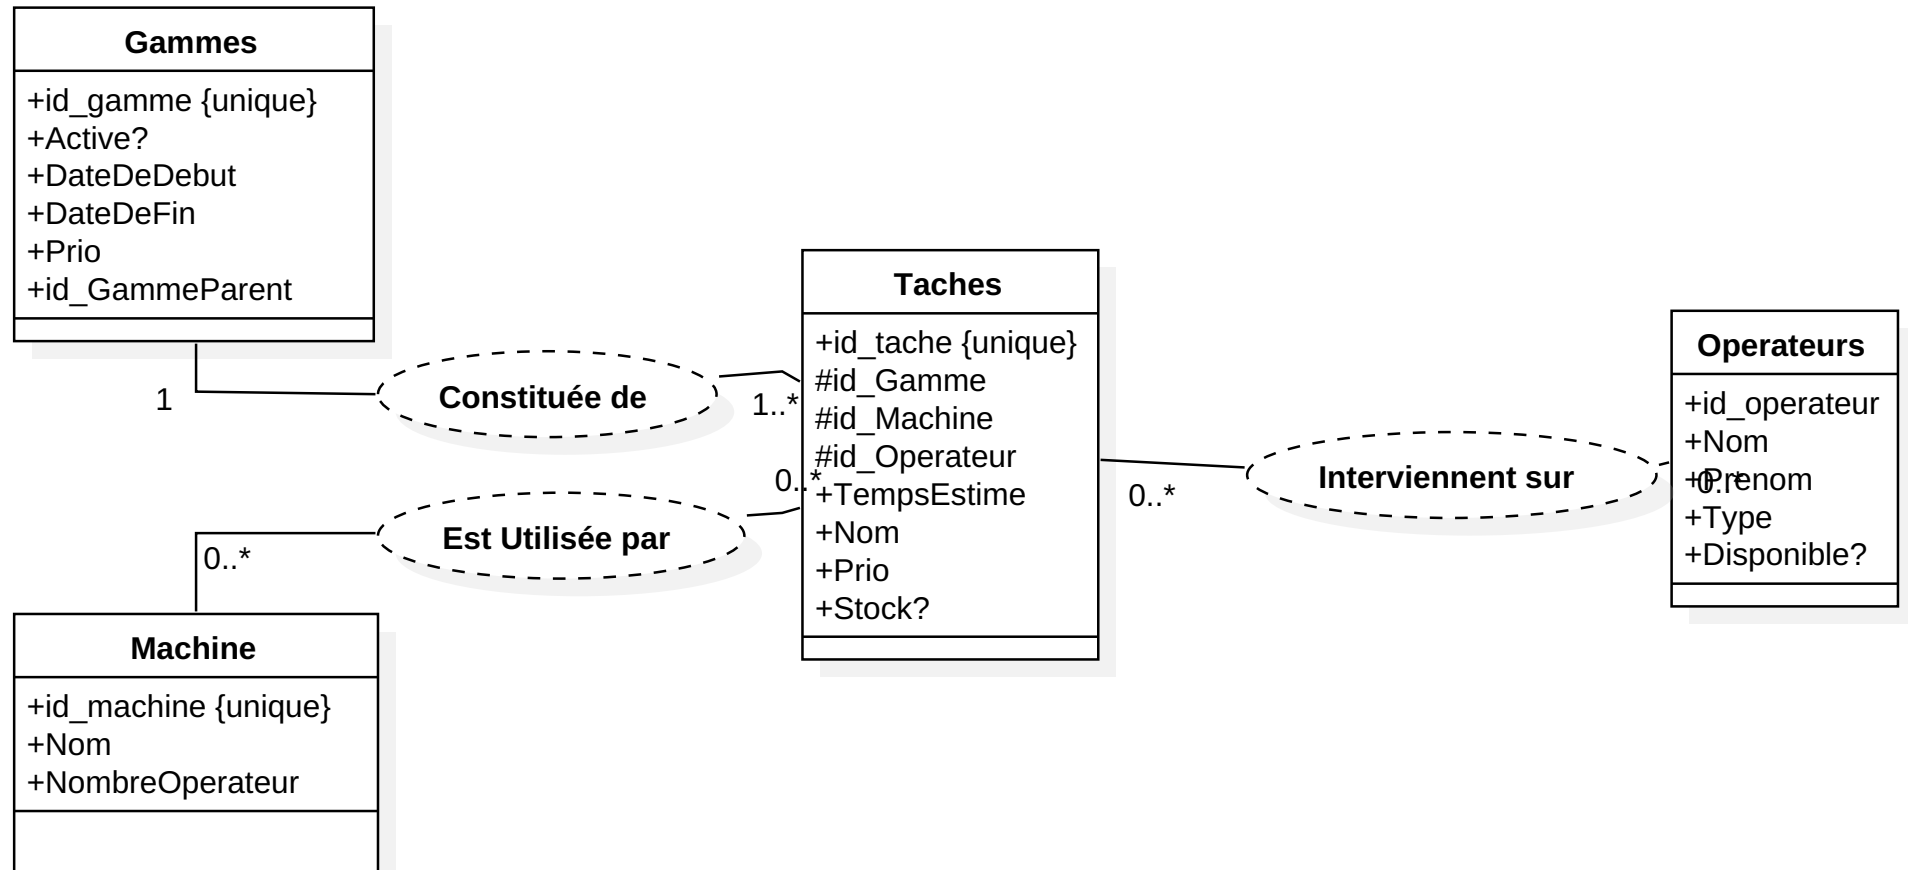 Gammes
+id_gamme {unique}
+Active?
+DateDeDebut
+DateDeFin
+Prio
+id_GammeParent
1
Constituée de
1..*
Taches
+id_tache {unique}
#id_Gamme
#id_Machine
#id_Operateur
+TempsEstime
+Nom
+Prio
+Stock?
0..*
Est Utilisée par
0..*
Machine
+id_machine {unique}
+Nom
+NombreOperateur
0..*
Interviennent sur
0..*
Operateurs
+id_operateur
+Nom
+Prenom
+Type
+Disponible?